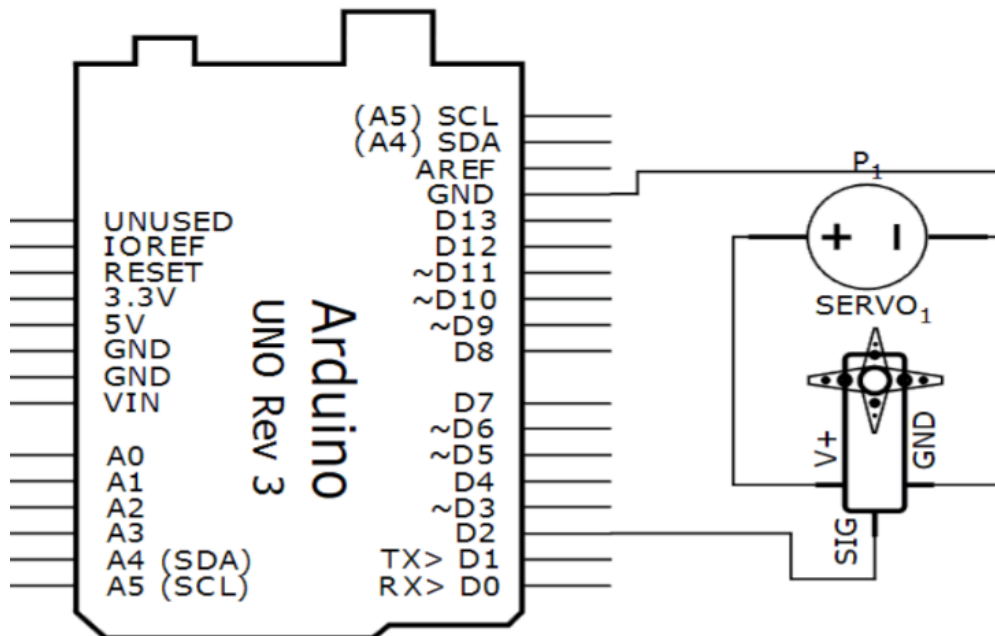 (A5) SCL
(A4) SDA
AREF
GND
D13
D12
~D11
~D10
~D9
D8
D7
~D6
~D5
D4
~D3
D2
TX> D1
RX> D0
UNUSED
IOREF
RESET
3.3V
5V
GND
GND
VIN
A0
A1
A2
A3
A4 (SDA)
A5 (SCL)
Arduino
UNO Rev 3
P1
+ -
SERVO1
V+
GND
SIG